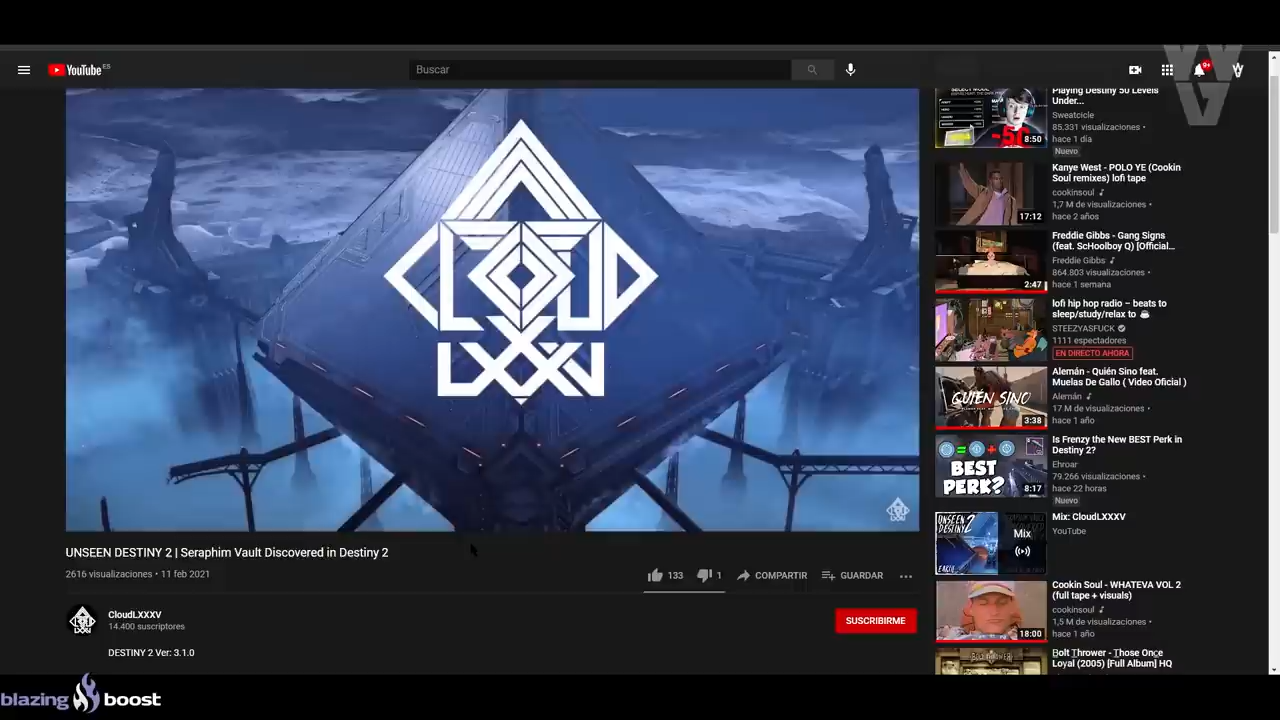 YouTube ES
Buscar
9+
WG
CLOUD
LXXXV
UNSEEN DESTINY 2 | Seraphim Vault Discovered in Destiny 2
2616 visualizaciones • 11 feb 2021
133
1
COMPARTIR
GUARDAR
CloudLXXXV
14.400 suscriptores
SUSCRIBIRME
DESTINY 2 Ver: 3.1.0
-50
8:50
Playing Destiny 50 Levels
Under...
Sweatcicle
85.331 visualizaciones •
hace 1 día
Nuevo
17:12
Kanye West - POLO YE (Cookin
Soul remixes) lofi tape
cookinsoul
1,7 M de visualizaciones •
hace 2 años
2:47
Freddie Gibbs - Gang Signs
(feat. ScHoolboy Q) [Official...
Freddie Gibbs
864.803 visualizaciones •
hace 1 semana
lofi hip hop radio – beats to
sleep/study/relax to
STEEZYASFUCK
1111 espectadores
EN DIRECTO AHORA
QUIÉN SINO
3:38
Alemán - Quién Sino feat.
Muelas De Gallo ( Video Oficial )
Alemán
17 M de visualizaciones •
hace 1 año
BEST
PERK?
8:17
Is Frenzy the New BEST Perk in
Destiny 2?
Ehroar
79.266 visualizaciones •
hace 22 horas
Nuevo
UNSEEN
DESTINY 2
Mix
Mix: CloudLXXXV
YouTube
18:00
Cookin Soul - WHATEVA VOL 2
(full tape + visuals)
cookinsoul
1,5 M de visualizaciones •
hace 1 año
Bolt Thrower - Those Once
Loyal (2005) [Full Album] HQ
blazing boost